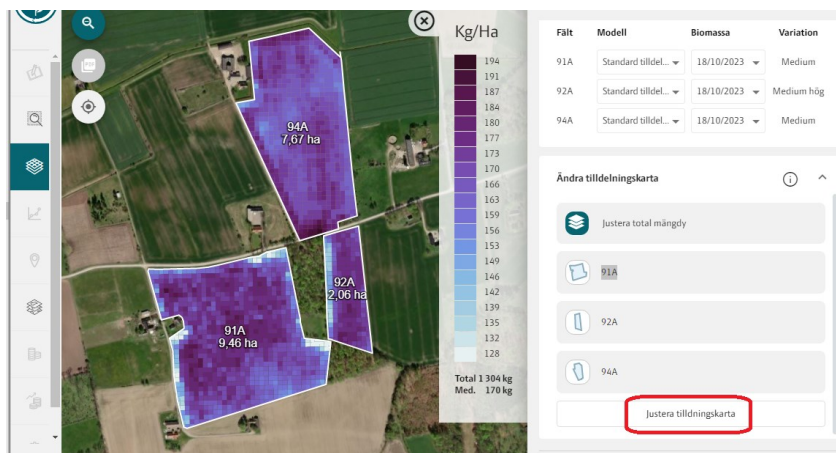 Kg/Ha
194
191
187
184
180
177
173
170
166
163
159
156
153
149
146
142
139
135
132
128
Total 1 304 kg
Med. 170 kg
94A
7,67 ha
92A
2,06 ha
91A
9,46 ha
Fält Modell Biomassa Variation
91A Standard tilldel... 18/10/2023 Medium
92A Standard tilldel... 18/10/2023 Medium hög
94A Standard tilldel... 18/10/2023 Medium
Ändra tilldelningskarta
Justera total mängdy
91A
92A
94A
Justera tilldningskarta